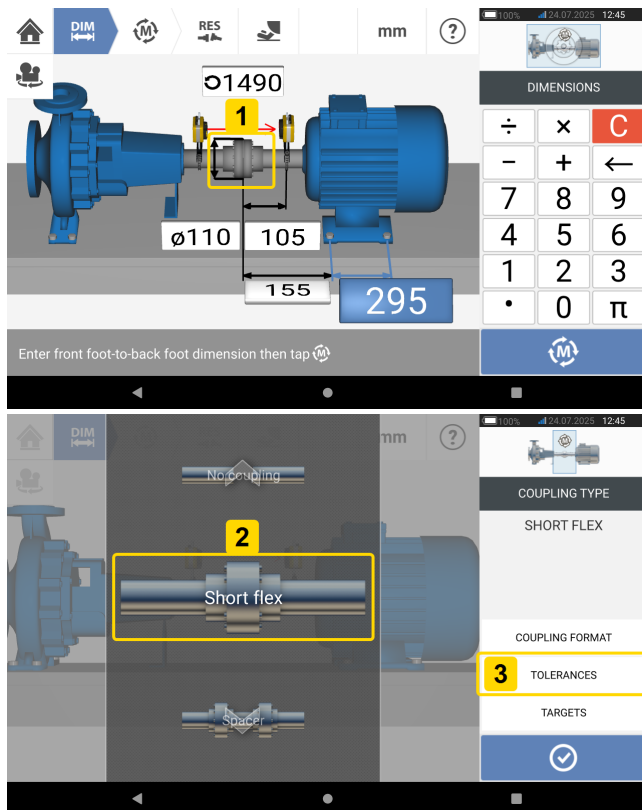 100% 24.07.2025 12:45
DIM
M
RES
mm
?
1490
1
ø110
105
155
295
Enter front foot-to-back foot dimension then tap M
DIMENSIONS
÷ × C
− + ←
7 8 9
4 5 6
1 2 3
· 0 π
M
100% 24.07.2025 12:45
DIM
mm
?
No coupling
2
Short flex
Spacer
COUPLING TYPE
SHORT FLEX
COUPLING FORMAT
3
TOLERANCES
TARGETS